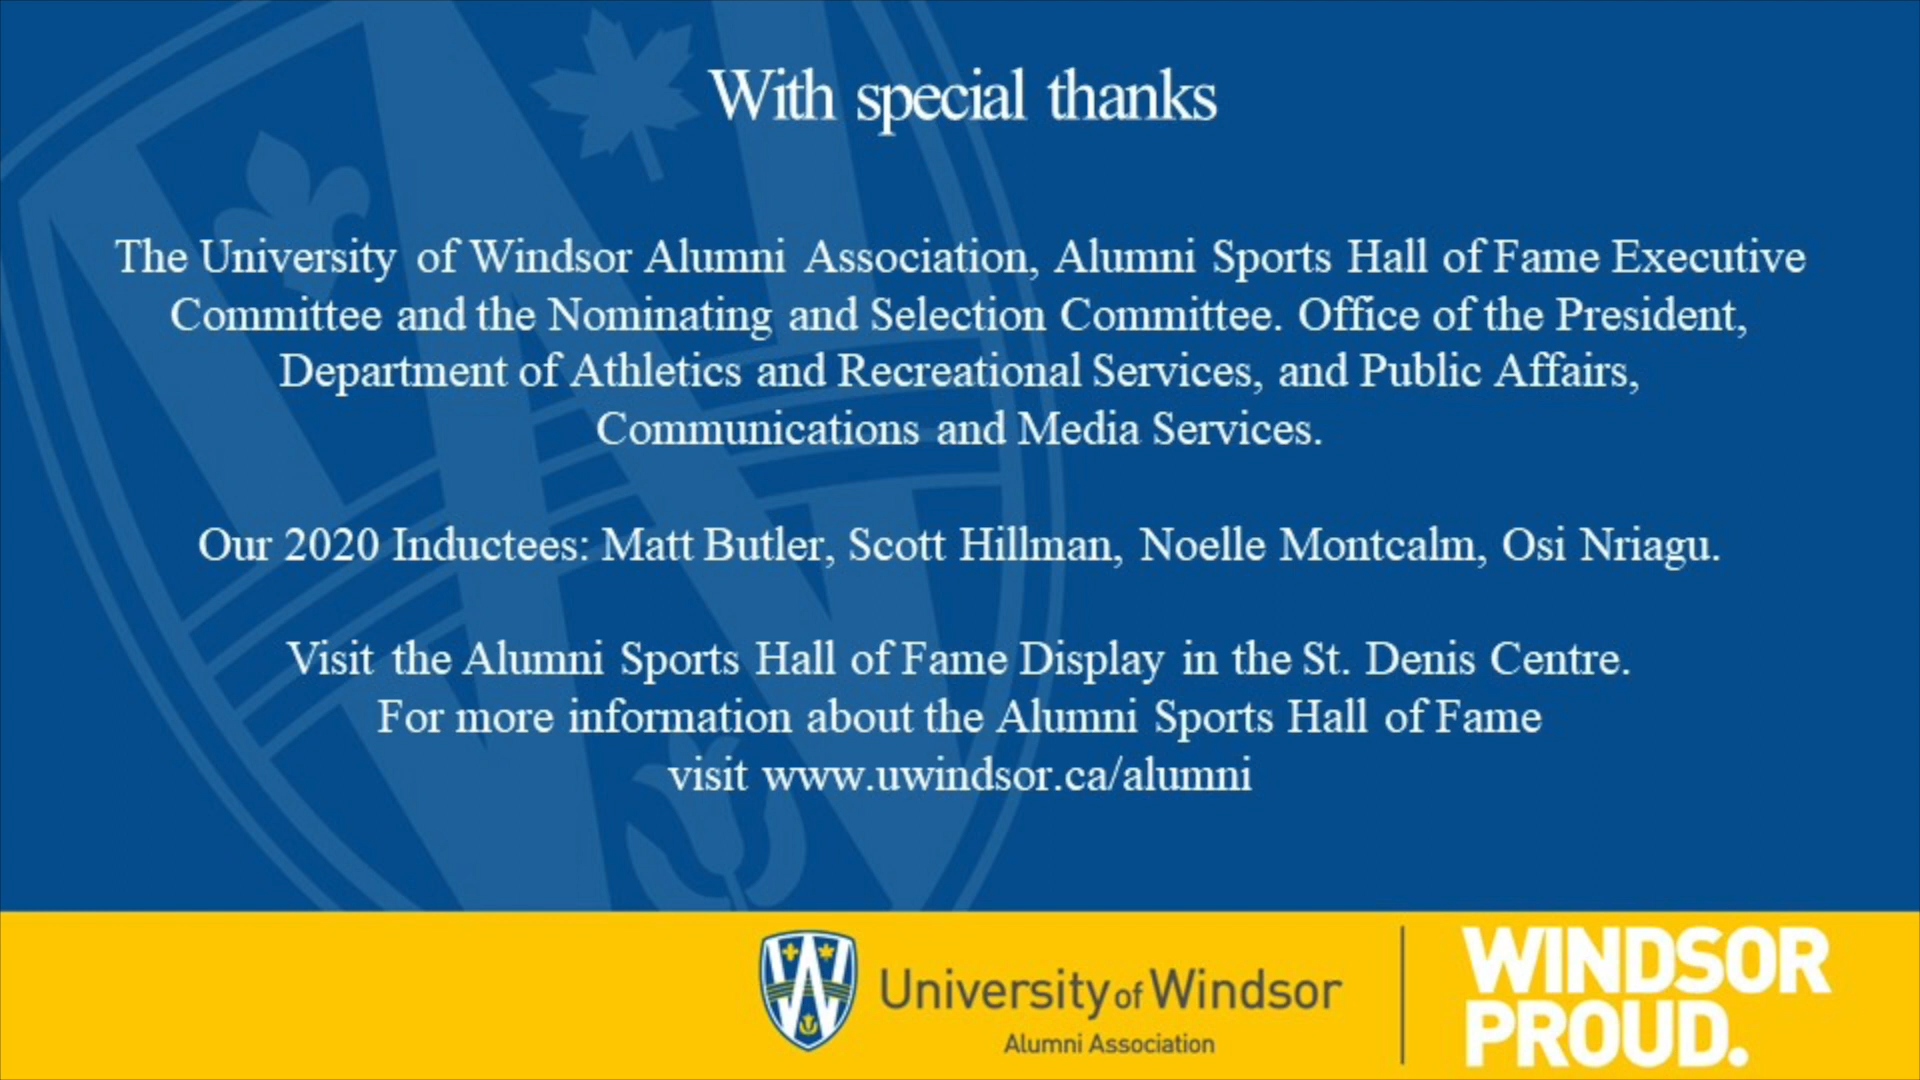 With special thanks
The University of Windsor Alumni Association, Alumni Sports Hall of Fame Executive
Committee and the Nominating and Selection Committee. Office of the President,
Department of Athletics and Recreational Services, and Public Affairs,
Communications and Media Services.
Our 2020 Inductees: Matt Butler, Scott Hillman, Noelle Montcalm, Osi Nriagu.
Visit the Alumni Sports Hall of Fame Display in the St. Denis Centre.
For more information about the Alumni Sports Hall of Fame
visit www.uwindsor.ca/alumni
University of Windsor
Alumni Association
WINDSOR
PROUD.